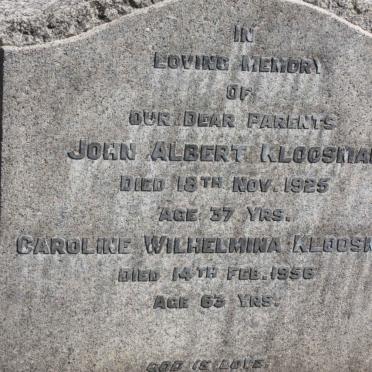 IN
LOVING MEMORY
OF
OUR DEAR PARENTS
JOHN ALBERT KLOOSMA
DIED 18TH NOV. 1925
AGE 37 YRS.
CAROLINE WILHELMINA KLOOS
DIED 14TH FEB. 1956
AGE 63 YRS.
GOD IS LOVE.